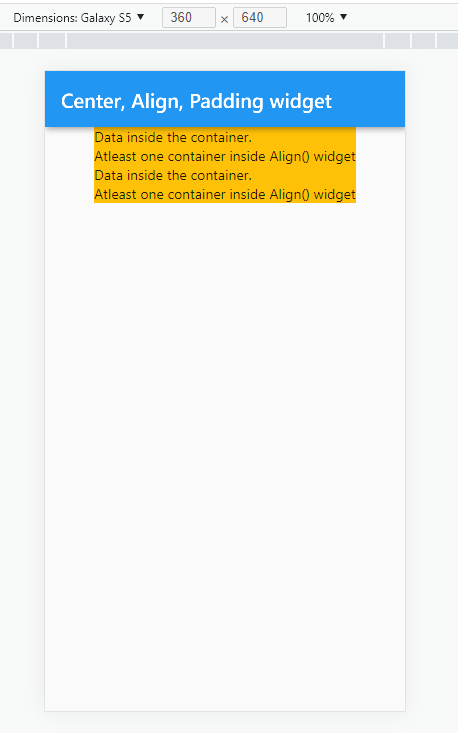 Dimensions: Galaxy S5 ▼ 360 × 640 100% ▼
Center, Align, Padding widget
Data inside the container.
Atleast one container inside Align() widget
Data inside the container.
Atleast one container inside Align() widget